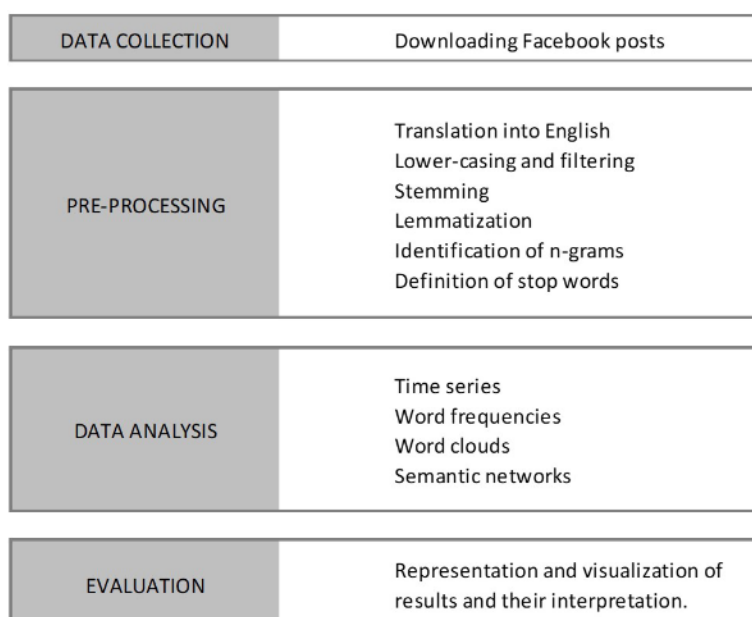 DATA COLLECTION
Downloading Facebook posts
PRE-PROCESSING
Translation into English
Lower-casing and filtering
Stemming
Lemmatization
Identification of n-grams
Definition of stop words
DATA ANALYSIS
Time series
Word frequencies
Word clouds
Semantic networks
EVALUATION
Representation and visualization of
results and their interpretation.